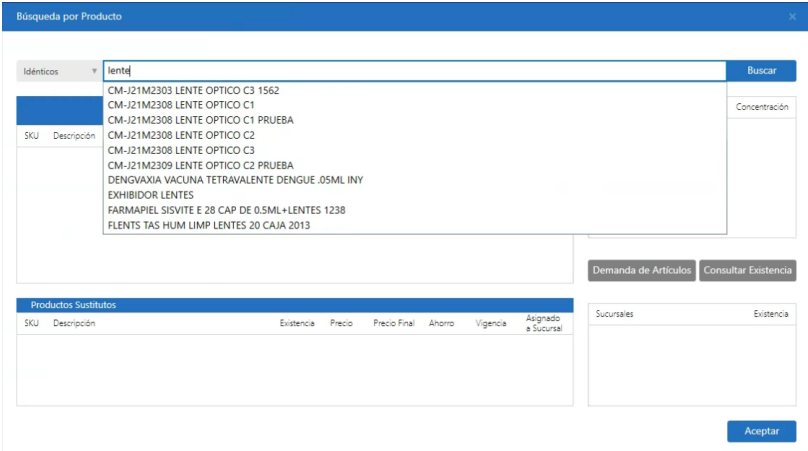 Búsqueda por Producto
Idénticos
lente
Buscar
CM-J21M2303 LENTE OPTICO C3 1562
CM-J21M2308 LENTE OPTICO C1
CM-J21M2308 LENTE OPTICO C1 PRUEBA
CM-J21M2308 LENTE OPTICO C2
CM-J21M2308 LENTE OPTICO C3
CM-J21M2309 LENTE OPTICO C2 PRUEBA
DENGVAXIA VACUNA TETRAVALENTE DENGUE .05ML INY
EXHIBIDOR LENTES
FARMAPIEL SISVITE E 28 CAP DE 0.5ML+LENTES 1238
FLENTS TAS HUM LIMP LENTES 20 CAJA 2013
Concentración
SKU Descripción
Demanda de Artículos Consultar Existencia
Productos Sustitutos
SKU Descripción Existencia Precio Precio Final Ahorro Vigencia Asignado
a Sucursal
Sucursales Existencia
Aceptar